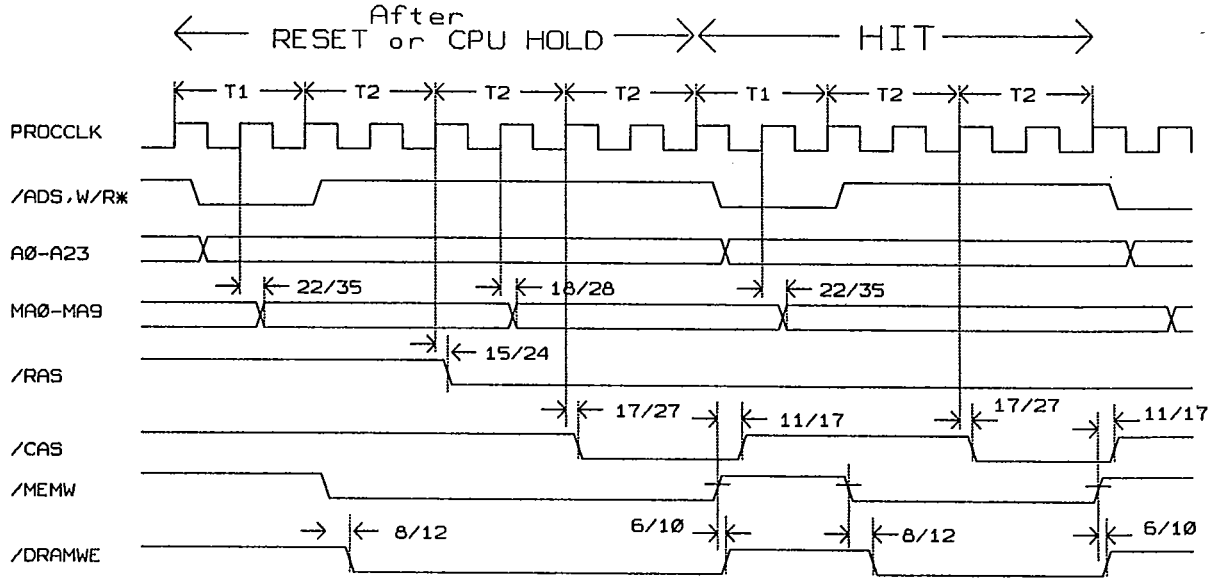 After
RESET or CPU HOLD
HIT
T1 T2 T2 T2 T1 T2 T2
PROCCLK
/ADS,W/R*
A0-A23
22/35 18/28 22/35
MA0-MA9
15/24
/RAS
17/27 11/17 17/27 11/17
/CAS
/MEMW
8/12 6/10 8/12 6/10
/DRAMWE